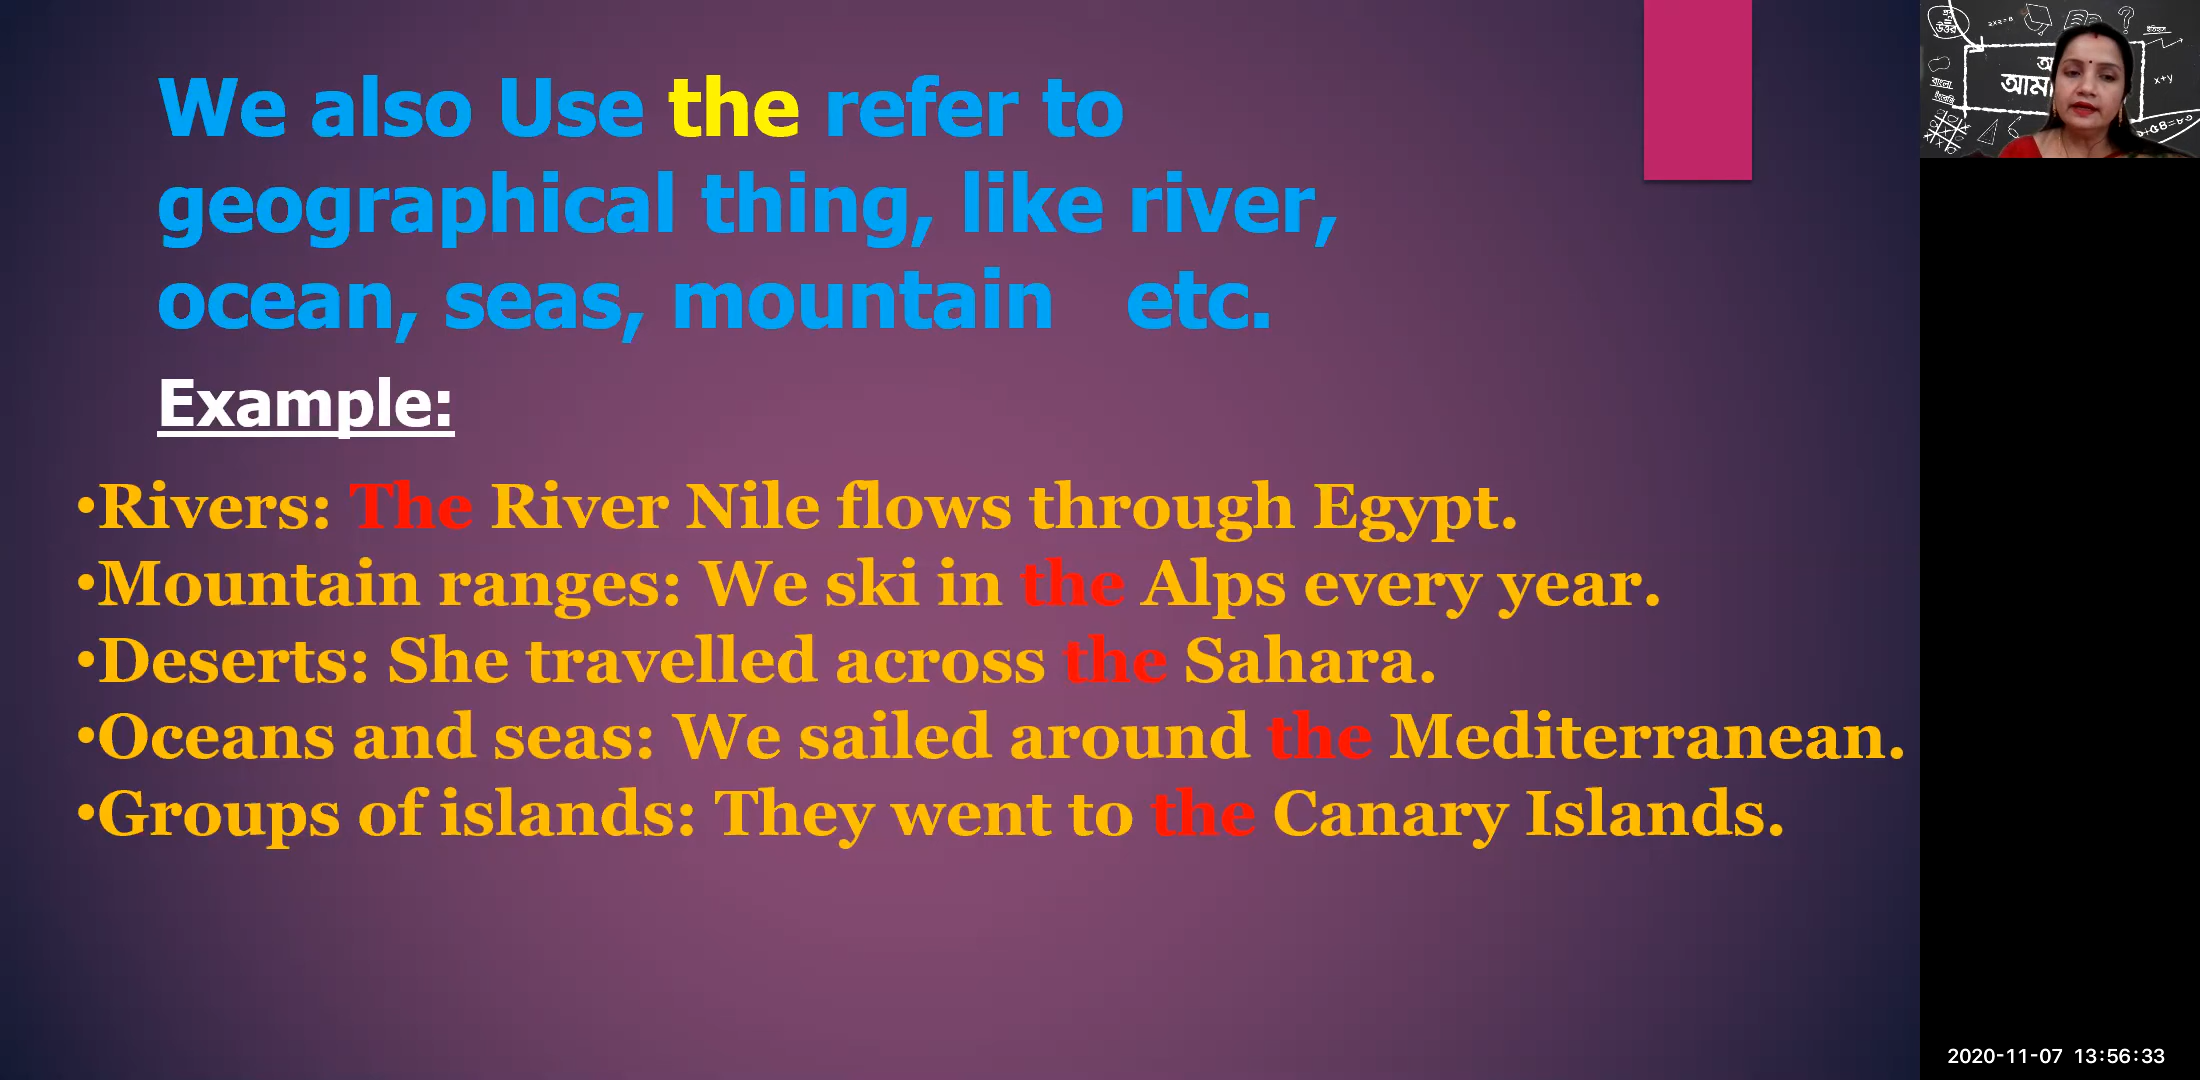 We also Use the refer to
geographical thing, like river,
ocean, seas, mountain   etc.
Example:
•Rivers: The River Nile flows through Egypt.
•Mountain ranges: We ski in the Alps every year.
•Deserts: She travelled across the Sahara.
•Oceans and seas: We sailed around the Mediterranean.
•Groups of islands: They went to the Canary Islands.
উত্তর
x+y
2020-11-07 13:56:33